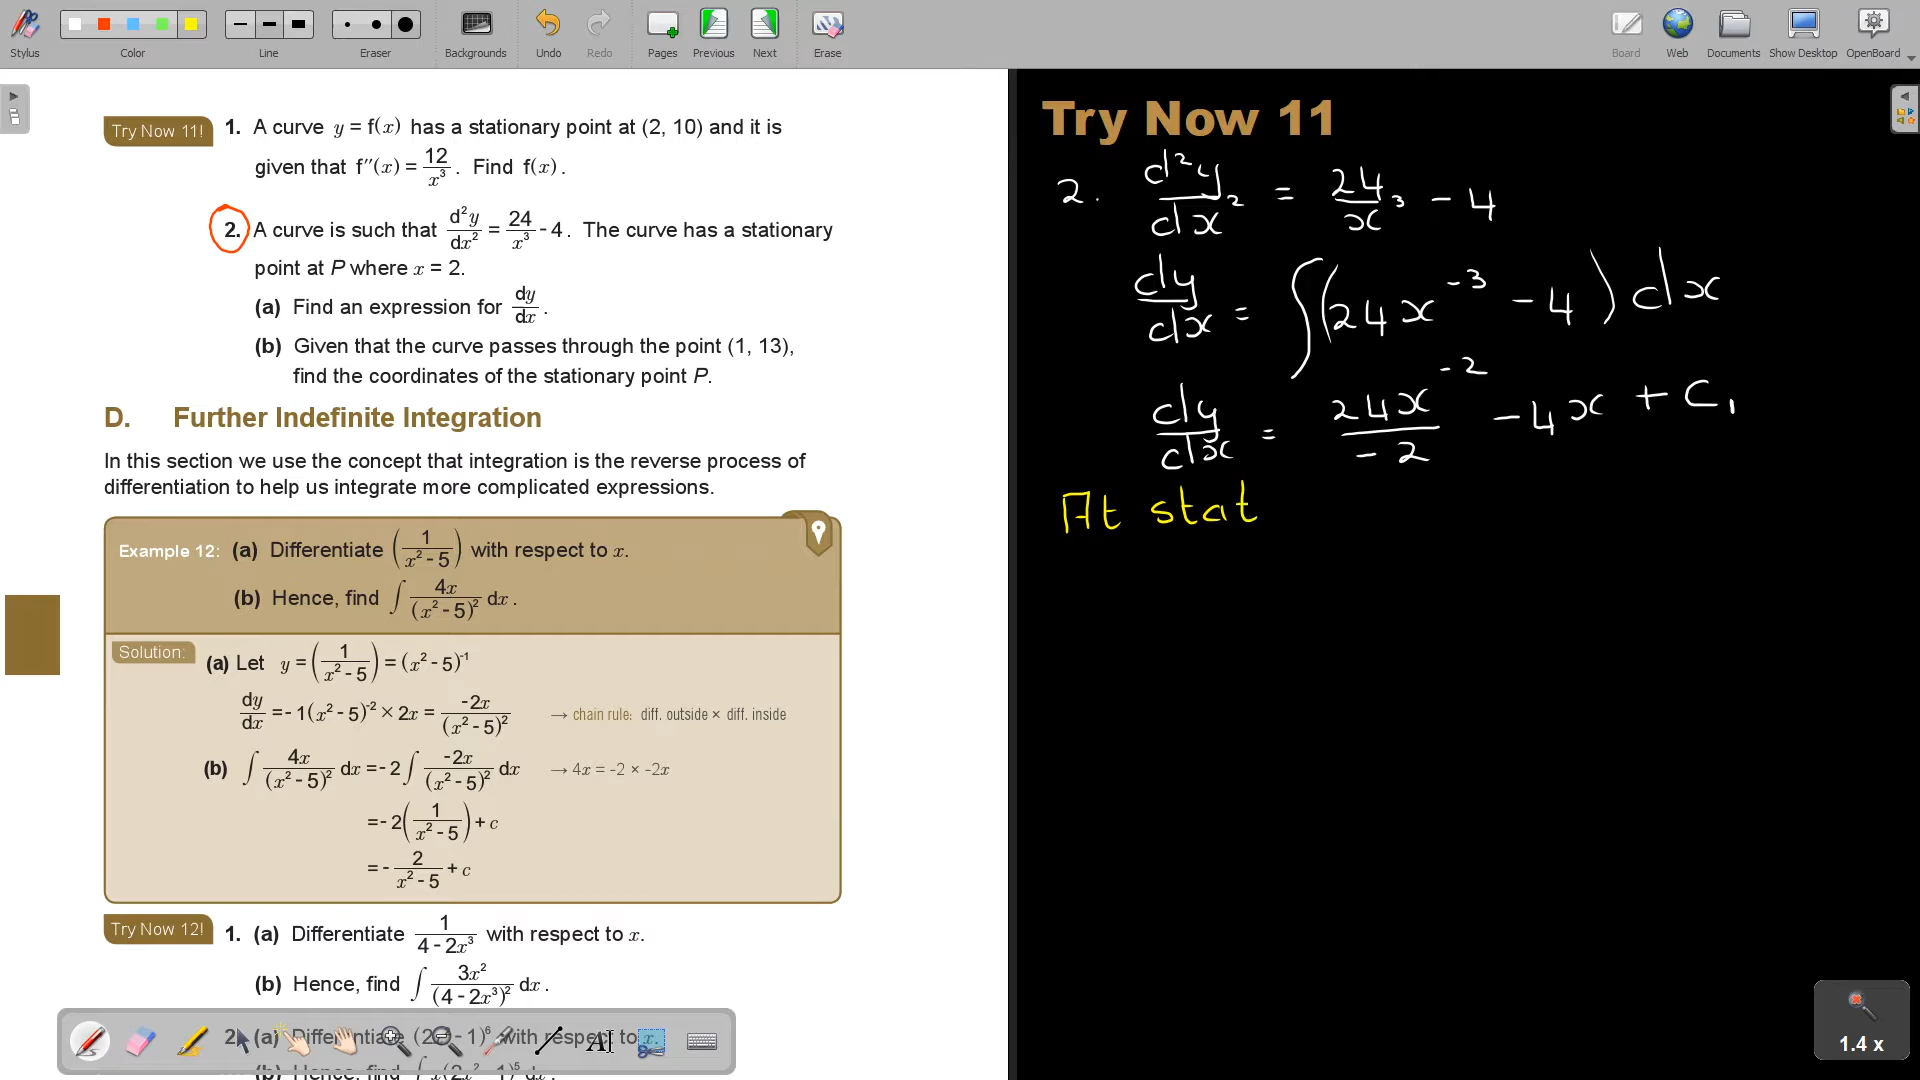 Stylus Color Line Eraser Backgrounds Undo Redo Pages Previous Next Erase Board Web Documents Show Desktop OpenBoard
Try Now 11! 1. A curve y = f(x) has a stationary point at (2, 10) and it is
given that f″(x) = 12/x³. Find f(x).
2. A curve is such that d²y/dx² = 24/x³ - 4. The curve has a stationary
point at P where x = 2.
(a) Find an expression for dy/dx.
(b) Given that the curve passes through the point (1, 13),
find the coordinates of the stationary point P.
D. Further Indefinite Integration
In this section we use the concept that integration is the reverse process of
differentiation to help us integrate more complicated expressions.
Example 12: (a) Differentiate (1/(x² - 5)) with respect to x.
(b) Hence, find ∫ 4x/(x² - 5)² dx.
Solution: (a) Let y = (1/(x² - 5)) = (x² - 5)⁻¹
dy/dx = - 1(x² - 5)⁻² × 2x = -2x/(x² - 5)² → chain rule: diff. outside × diff. inside
(b) ∫ 4x/(x² - 5)² dx = - 2 ∫ -2x/(x² - 5)² dx → 4x = -2 × -2x
= - 2(1/(x² - 5)) + c
= - 2/(x² - 5) + c
Try Now 12! 1. (a) Differentiate 1/(4 - 2x³) with respect to x.
(b) Hence, find ∫ 3x²/(4 - 2x³)² dx.
2. (a) Differentiate with respect to x.
(b) Hence, find
Try Now 11
2. d²y/dx² = 24/x³ - 4
dy/dx = ∫(24x⁻³ - 4) dx
dy/dx = 24x⁻²/-2 - 4x + C₁
At stat
1.4 x